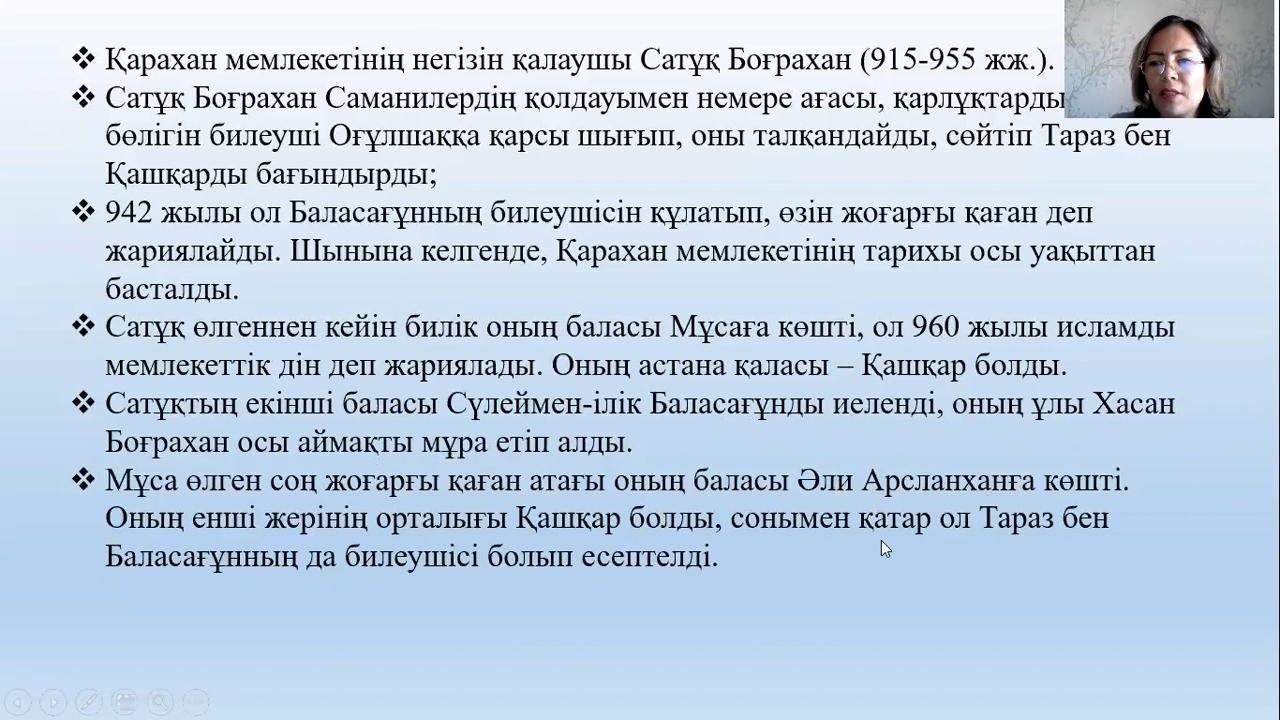 ❖ Қарахан мемлекетінің негізін қалаушы Сатұқ Боғрахан (915-955 жж.).
❖ Сатұқ Боғрахан Саманилердің қолдауымен немере ағасы, қарлұқтарды
бөлігін билеуші Оғұлшаққа қарсы шығып, оны талқандайды, сөйтіп Тараз бен
Қашқарды бағындырды;
❖ 942 жылы ол Баласағұнның билеушісін құлатып, өзін жоғарғы қаған деп
жариялайды. Шынына келгенде, Қарахан мемлекетінің тарихы осы уақыттан
басталды.
❖ Сатұқ өлгеннен кейін билік оның баласы Мұсаға көшті, ол 960 жылы исламды
мемлекеттік дін деп жариялады. Оның астана қаласы – Қашқар болды.
❖ Сатұқтың екінші баласы Сүлеймен-ілік Баласағұнды иеленді, оның ұлы Хасан
Боғрахан осы аймақты мұра етіп алды.
❖ Мұса өлген соң жоғарғы қаған атағы оның баласы Әли Арсланханға көшті.
Оның енші жерінің орталығы Қашқар болды, сонымен қатар ол Тараз бен
Баласағұнның да билеушісі болып есептелді.